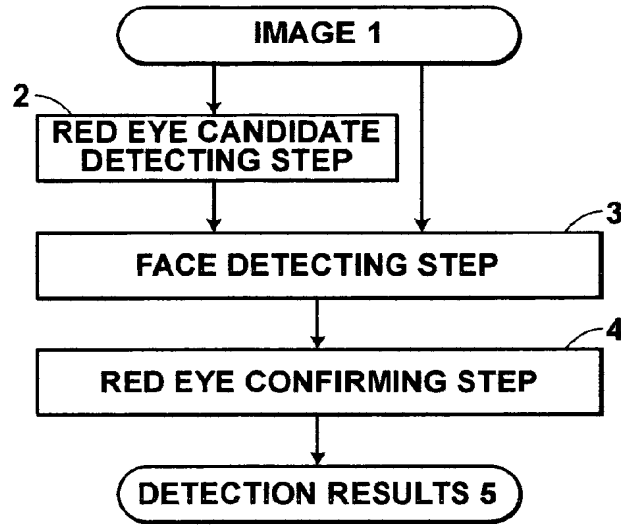 IMAGE 1
2
RED EYE CANDIDATE
DETECTING STEP
3
FACE DETECTING STEP
4
RED EYE CONFIRMING STEP
DETECTION RESULTS 5